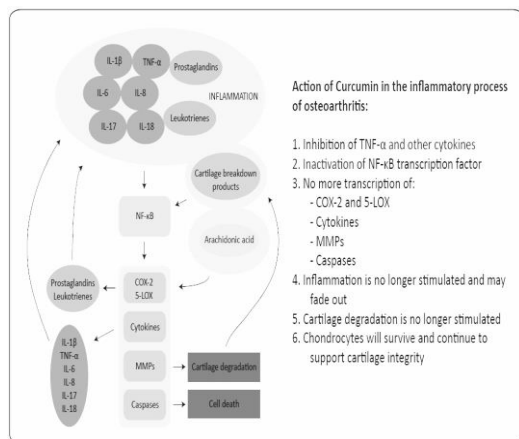 IL-1β
TNF-α
Prostaglandins
IL-6
IL-8
INFLAMMATION
Leukotrienes
IL-17
IL-18
Cartilage breakdown
products
NF-κB
Arachidonic acid
Prostaglandins
Leukotrienes
COX-2
5-LOX
Cytokines
IL-1β
TNF-α
IL-6
IL-8
IL-17
IL-18
MMPs
Cartilage degradation
Caspases
Cell death
Action of Curcumin in the inflammatory process
of osteoarthritis:
1. Inhibition of TNF-α and other cytokines
2. Inactivation of NF-κB transcription factor
3. No more transcription of:
- COX-2 and 5-LOX
- Cytokines
- MMPs
- Caspases
4. Inflammation is no longer stimulated and may
fade out
5. Cartilage degradation is no longer stimulated
6. Chondrocytes will survive and continue to
support cartilage integrity